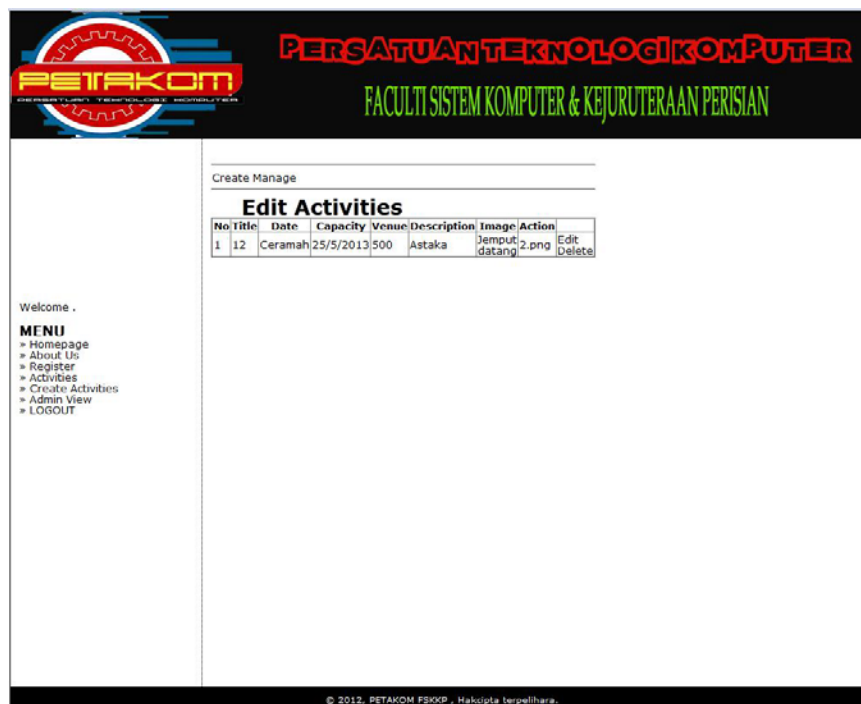 PETAKOM
PERSATUAN TEKNOLOGI KOMPUTER
PERSATUAN TEKNOLOGI KOMPUTER
FACULTI SISTEM KOMPUTER & KEJURUTERAAN PERISIAN
Create Manage
Edit Activities
No Title Date Capacity Venue Description Image Action
1 12 Ceramah 25/5/2013 500 Astaka Jemput datang 2.png Edit Delete
Welcome .
MENU
» Homepage
» About Us
» Register
» Activities
» Create Activities
» Admin View
» LOGOUT
© 2012, PETAKOM FSKKP , Hakcipta terpelihara.